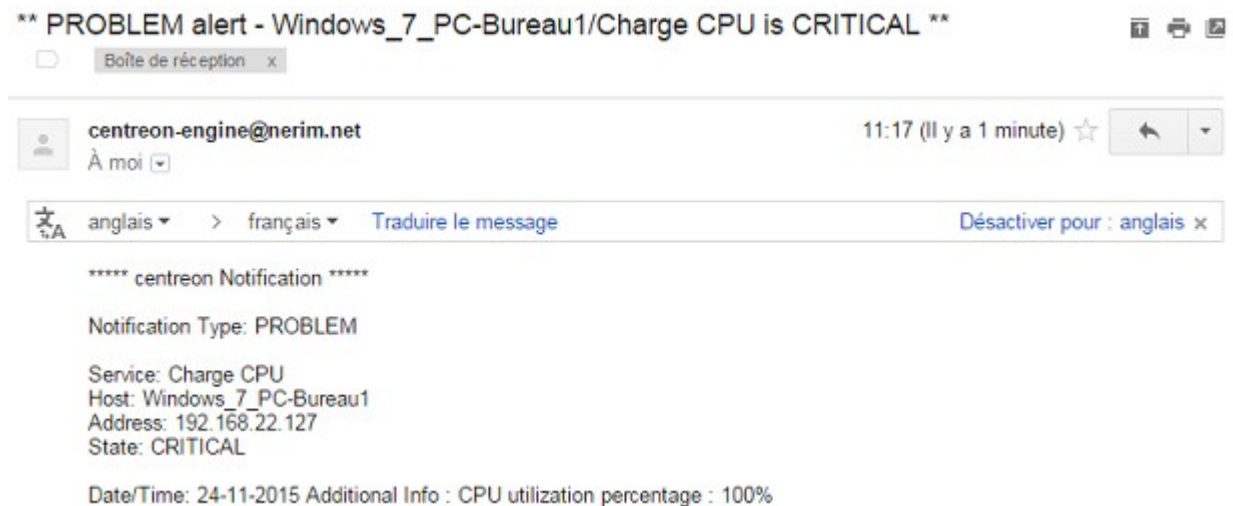 ** PROBLEM alert - Windows_7_PC-Bureau1/Charge CPU is CRITICAL **
Boîte de réception x
centreon-engine@nerim.net 11:17 (Il y a 1 minute)
À moi
anglais > français Traduire le message Désactiver pour : anglais x
***** centreon Notification *****
Notification Type: PROBLEM
Service: Charge CPU
Host: Windows_7_PC-Bureau1
Address: 192.168.22.127
State: CRITICAL
Date/Time: 24-11-2015 Additional Info : CPU utilization percentage : 100%